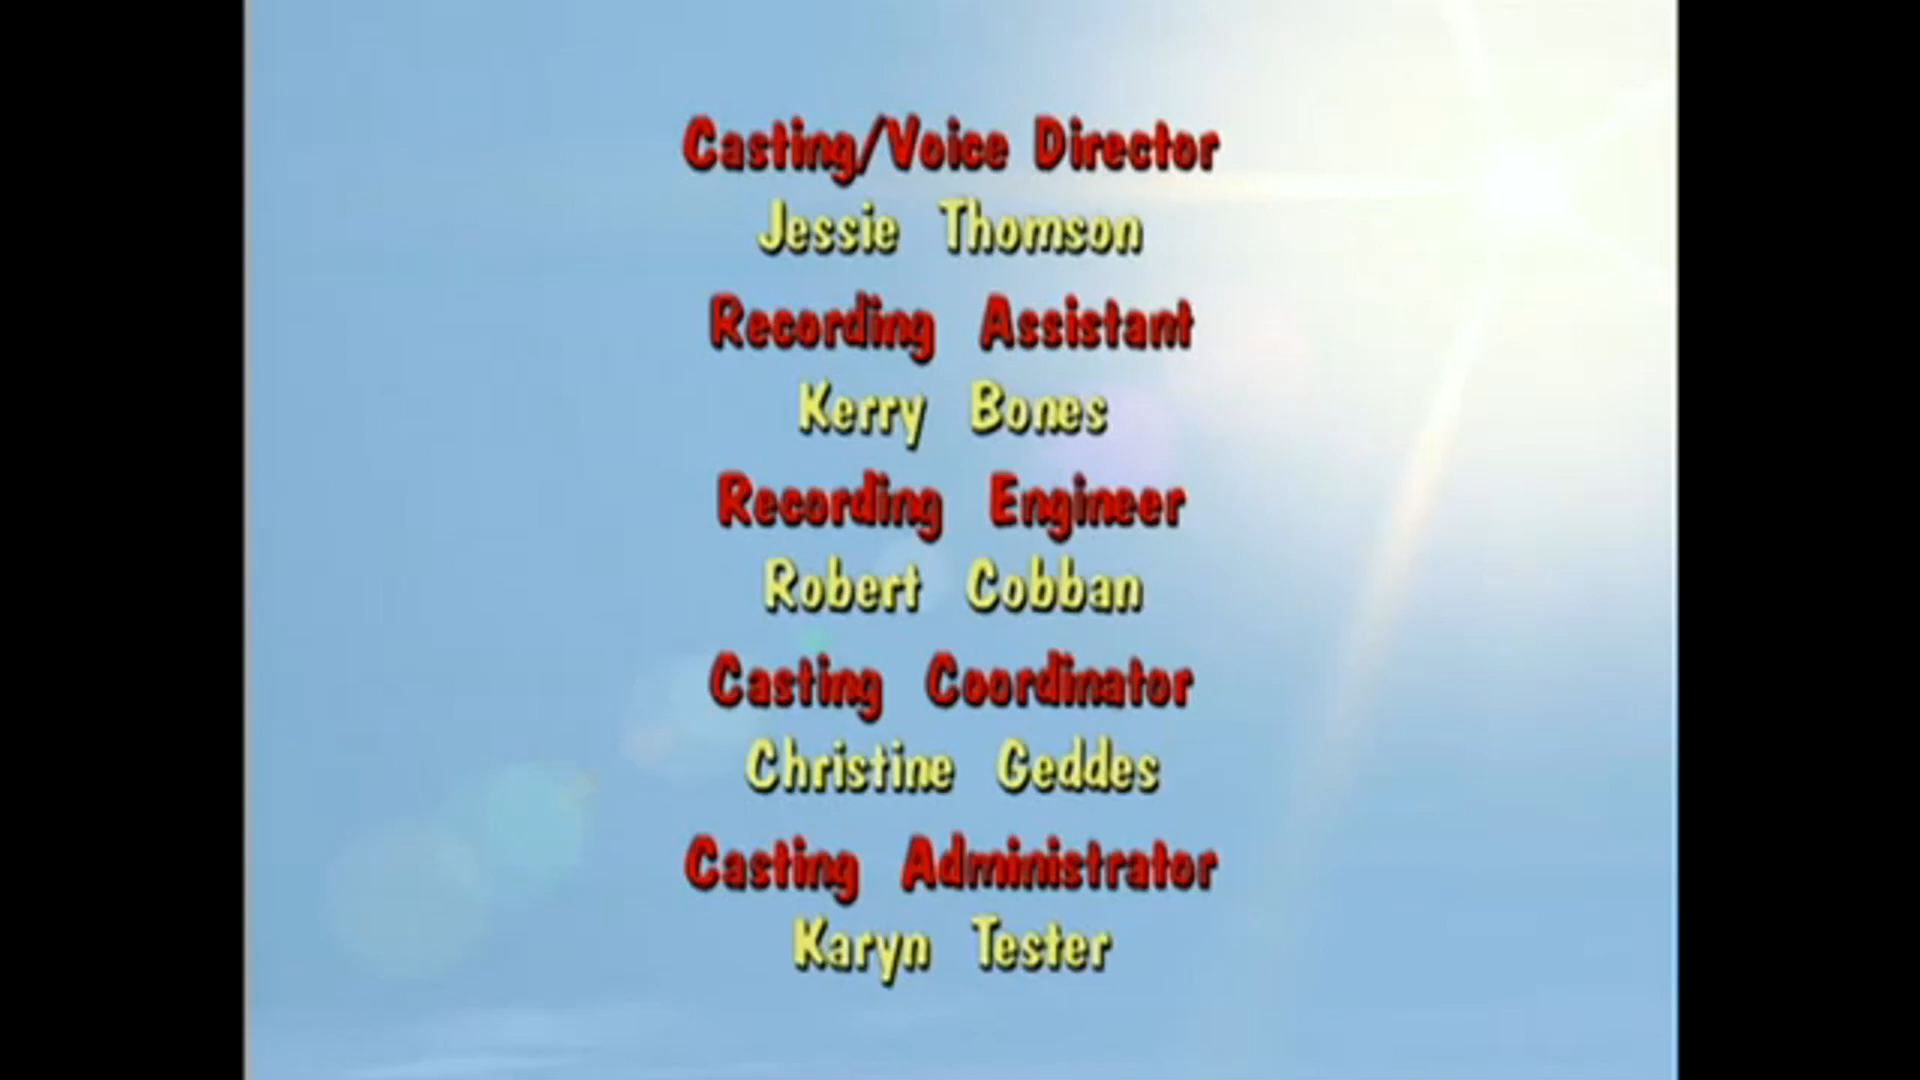 Casting/Voice Director
Jessie Thomson
Recording Assistant
Kerry Bones
Recording Engineer
Robert Cobban
Casting Coordinator
Christine Geddes
Casting Administrator
Karyn Tester